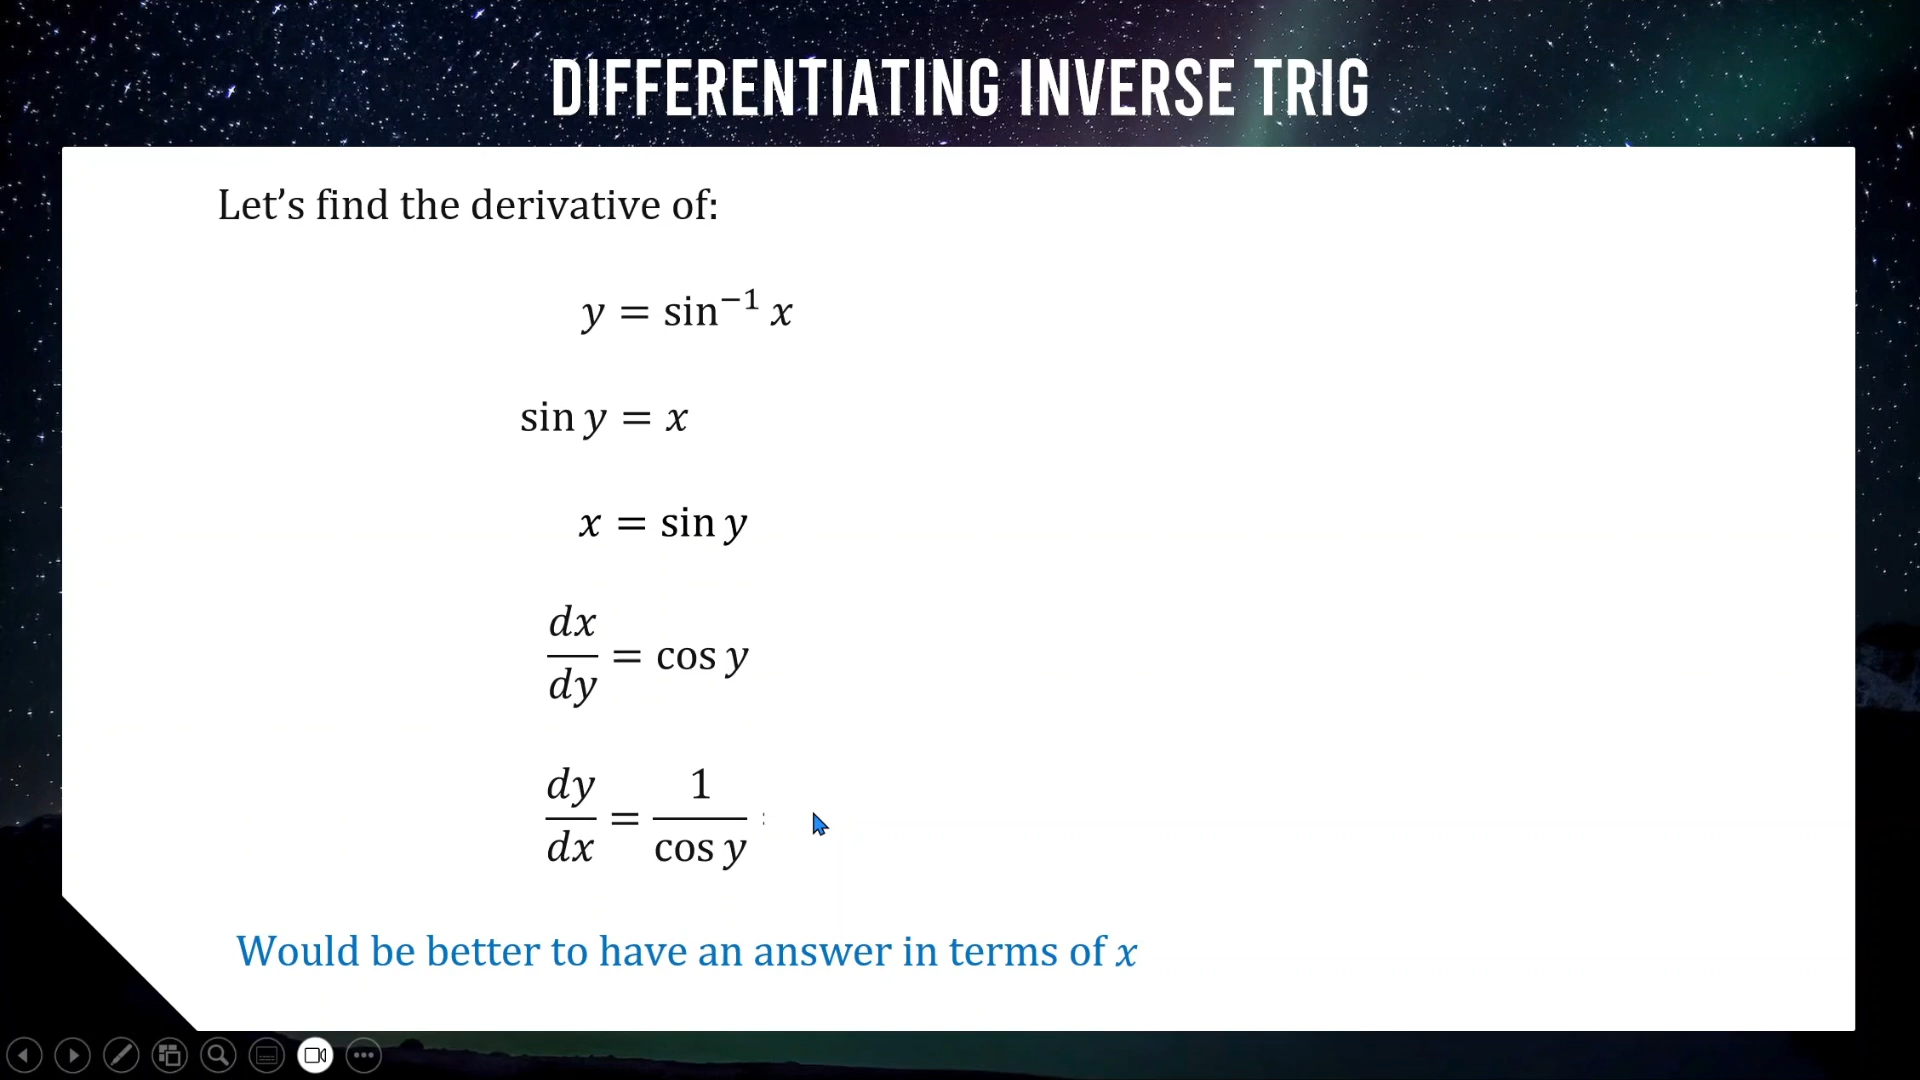 DIFFERENTIATING INVERSE TRIG
Let’s find the derivative of:
y = sin⁻¹ x
sin y = x
x = sin y
dx/dy = cos y
dy/dx = 1/cos y
Would be better to have an answer in terms of x